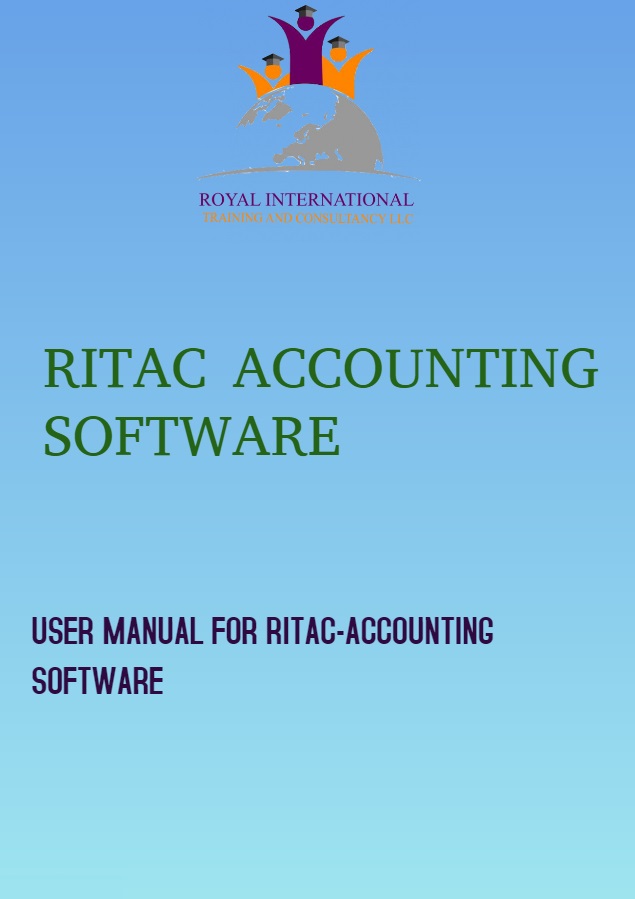 ROYAL INTERNATIONAL
TRAINING AND CONSULTANCY LLC
RITAC ACCOUNTING
SOFTWARE
USER MANUAL FOR RITAC-ACCOUNTING
SOFTWARE